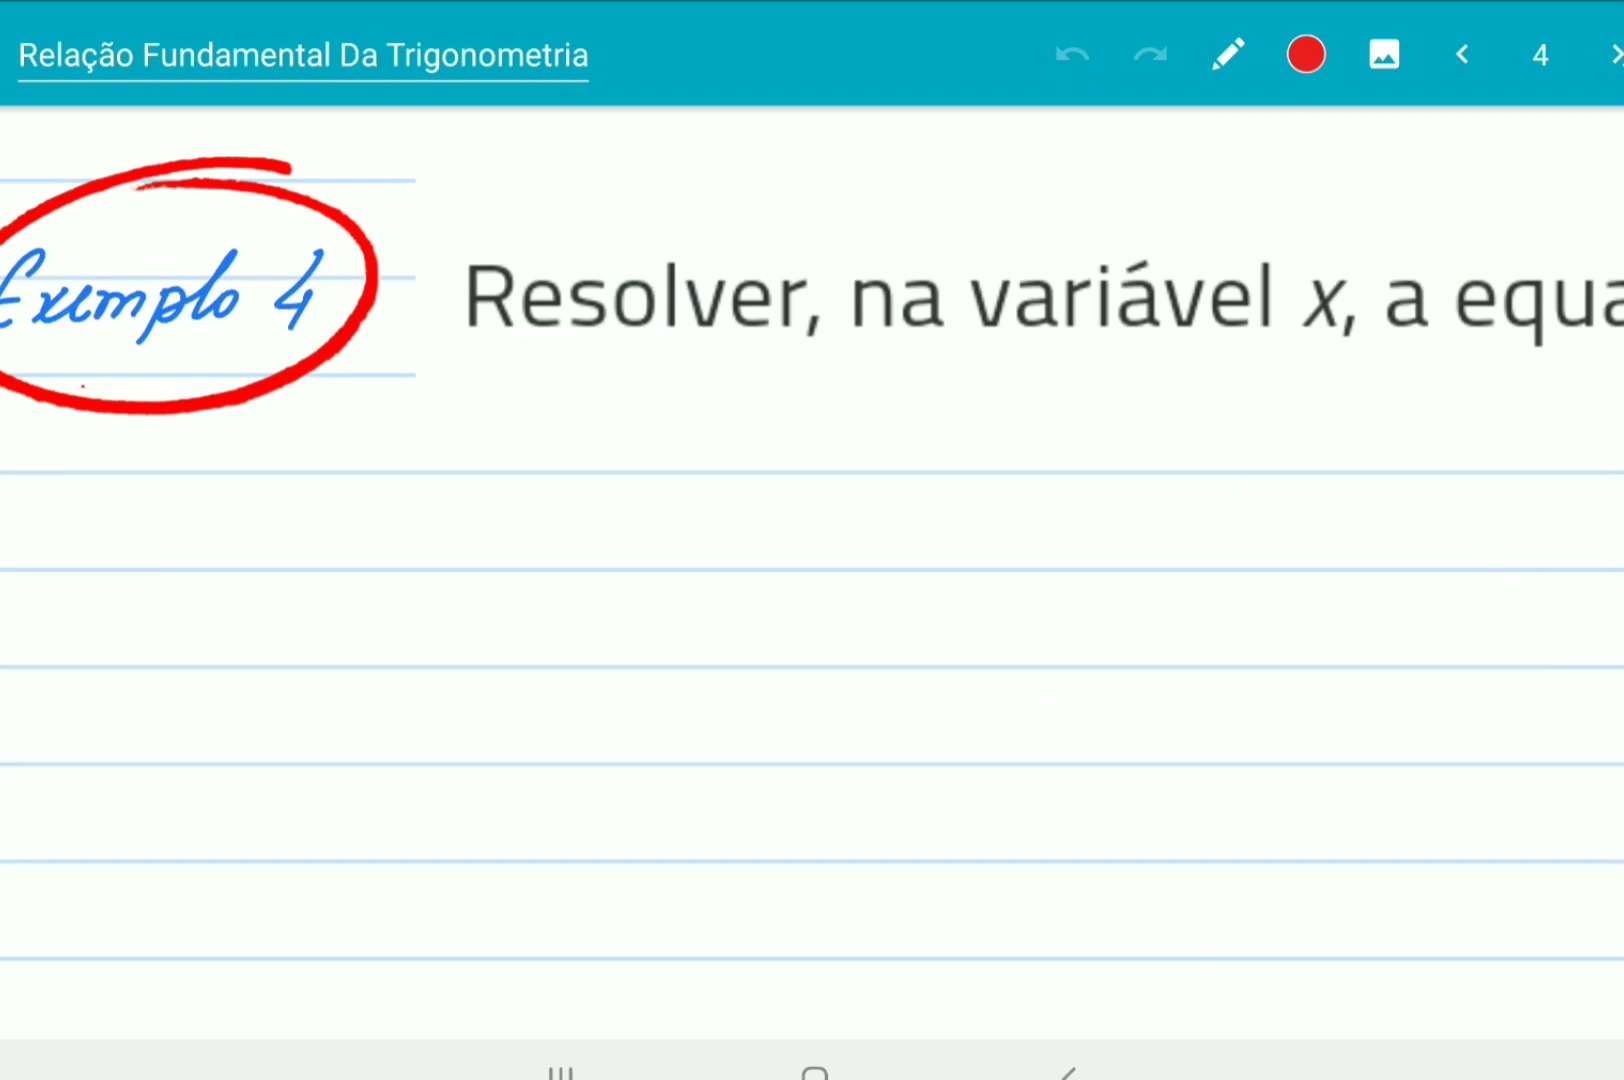 Relação Fundamental Da Trigonometria
4
Exemplo 4
Resolver, na variável x, a equa